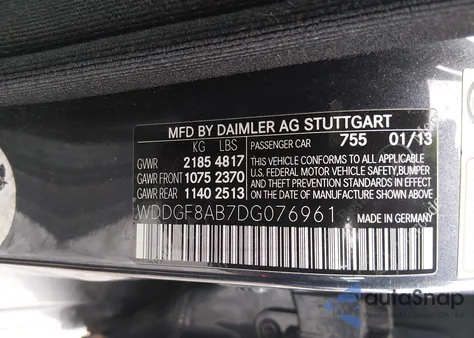 MFD BY DAIMLER AG STUTTGART
KG LBS PASSENGER CAR 755 01/13
GVWR 2185 4817 THIS VEHICLE CONFORMS TO ALL APPLICABLE
GAWR FRONT 1075 2370 U.S. FEDERAL MOTOR VEHICLE SAFETY,BUMPER
GAWR REAR 1140 2513 AND THEFT PREVENTION STANDARDS IN EFFECT
ON THE DATE OF MANUFACTURE SHOWN ABOVE
WDDGF8AB7DG076961
MADE IN GERMANY
autoSnap